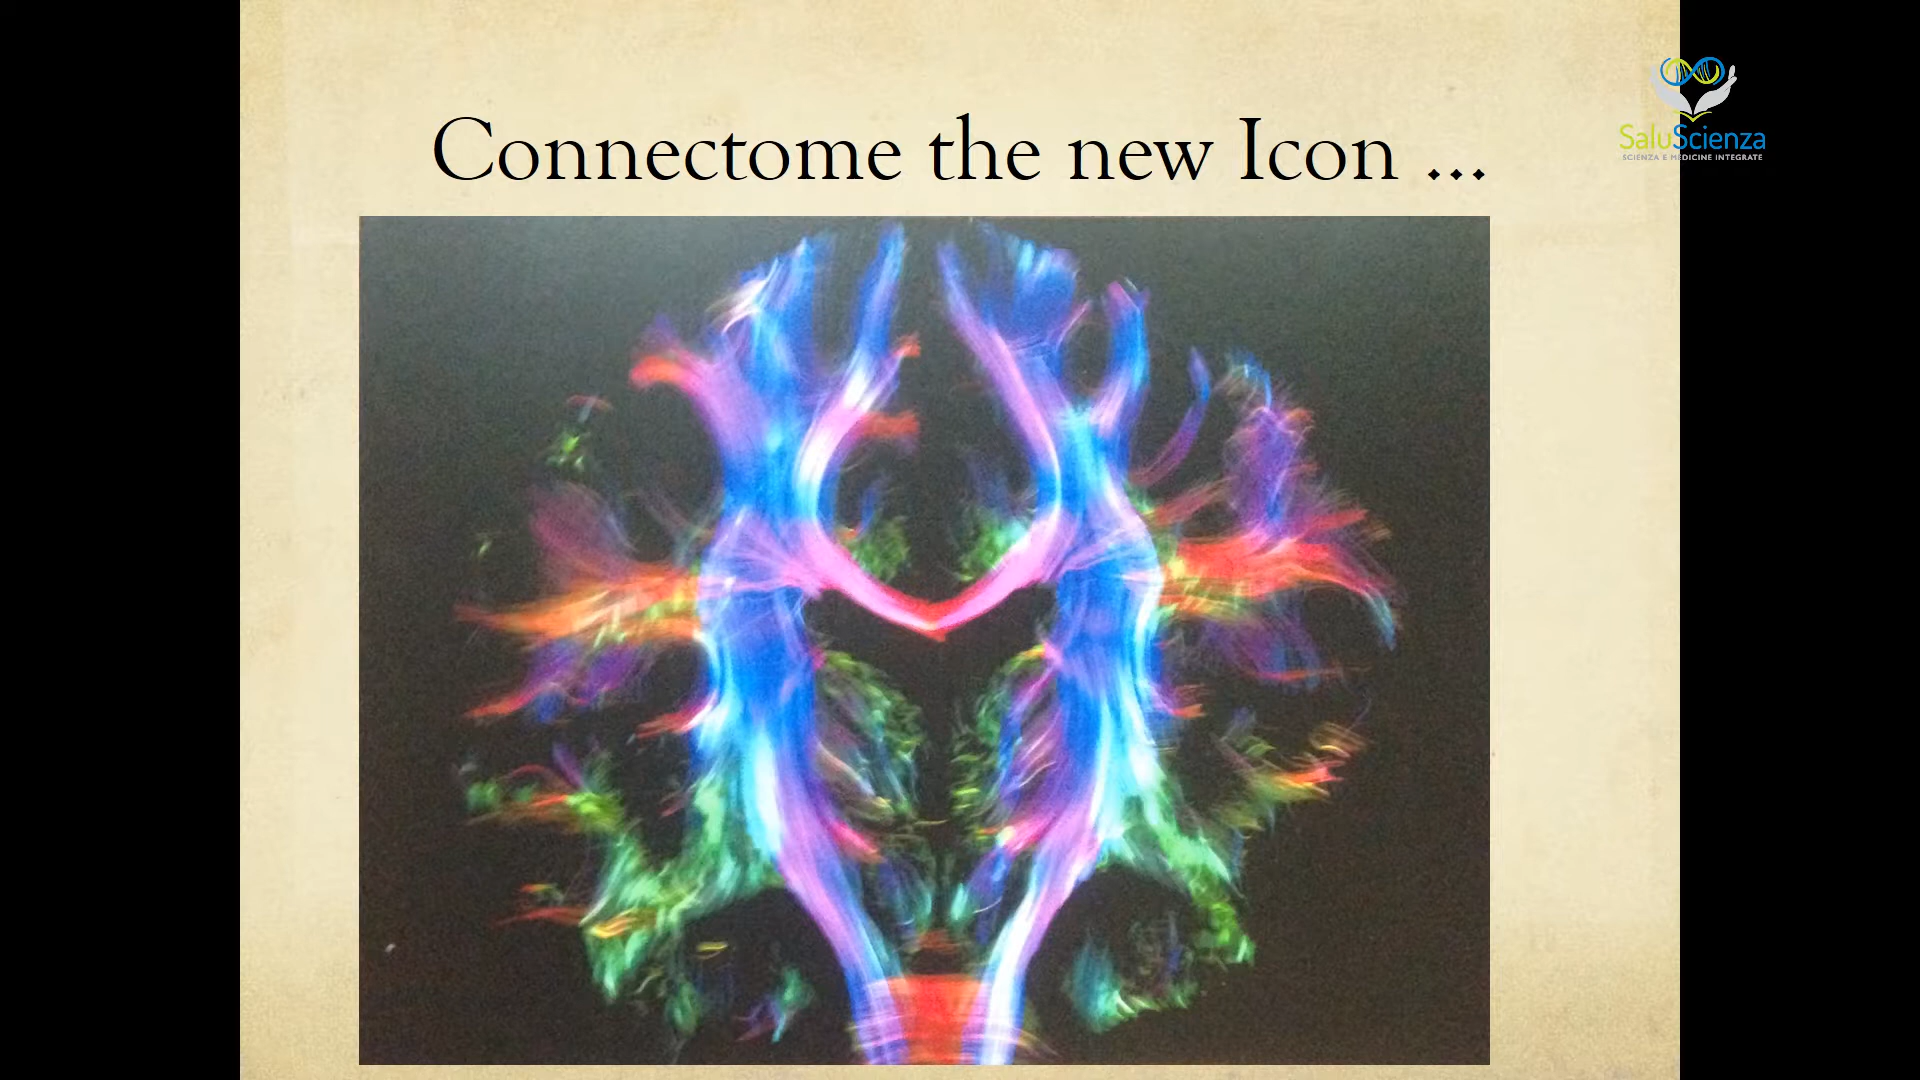 Connectome the new Icon ...
SaluScienza
SCIENZA E MEDICINE INTEGRATE